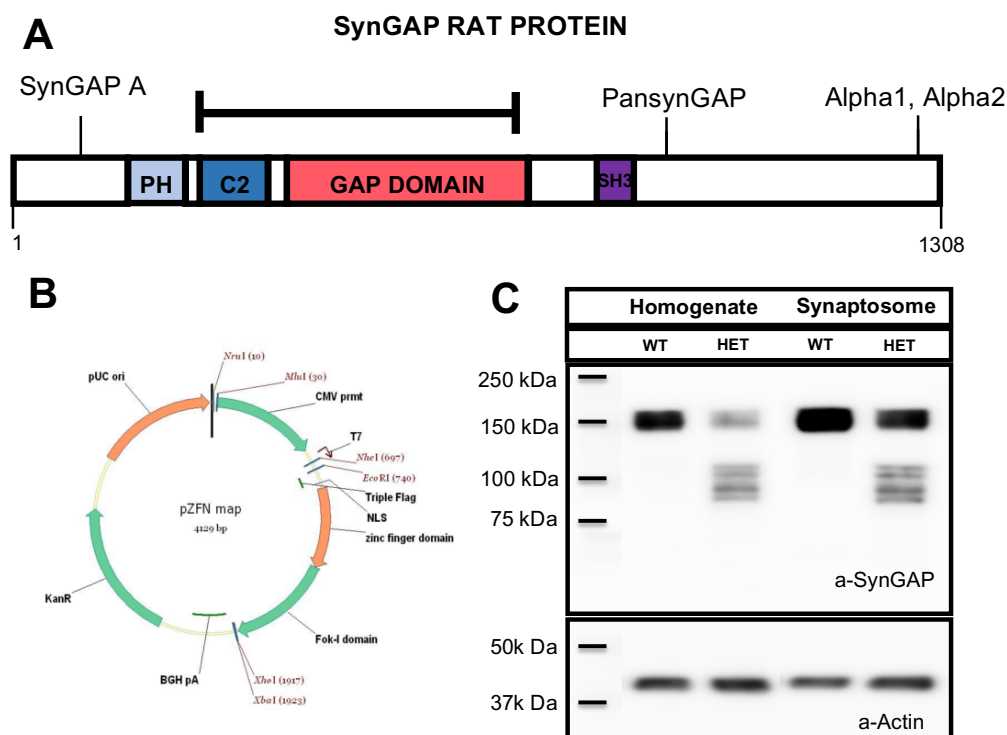 A
SynGAP RAT PROTEIN
SynGAP A
PansynGAP
Alpha1, Alpha2
PH
C2
GAP DOMAIN
SH3
1
1308
B
NruI (10)
MluI (30)
pUC ori
CMV prmt
T7
NheI (697)
EcoRI (740)
Triple Flag
NLS
zinc finger domain
pZFN map
4129 bp
KanR
Fok-I domain
BGH pA
XhoI (1917)
XbaI (1923)
C
Homogenate Synaptosome
WT HET WT HET
250 kDa
150 kDa
100 kDa
75 kDa
a-SynGAP
50k Da
37k Da
a-Actin